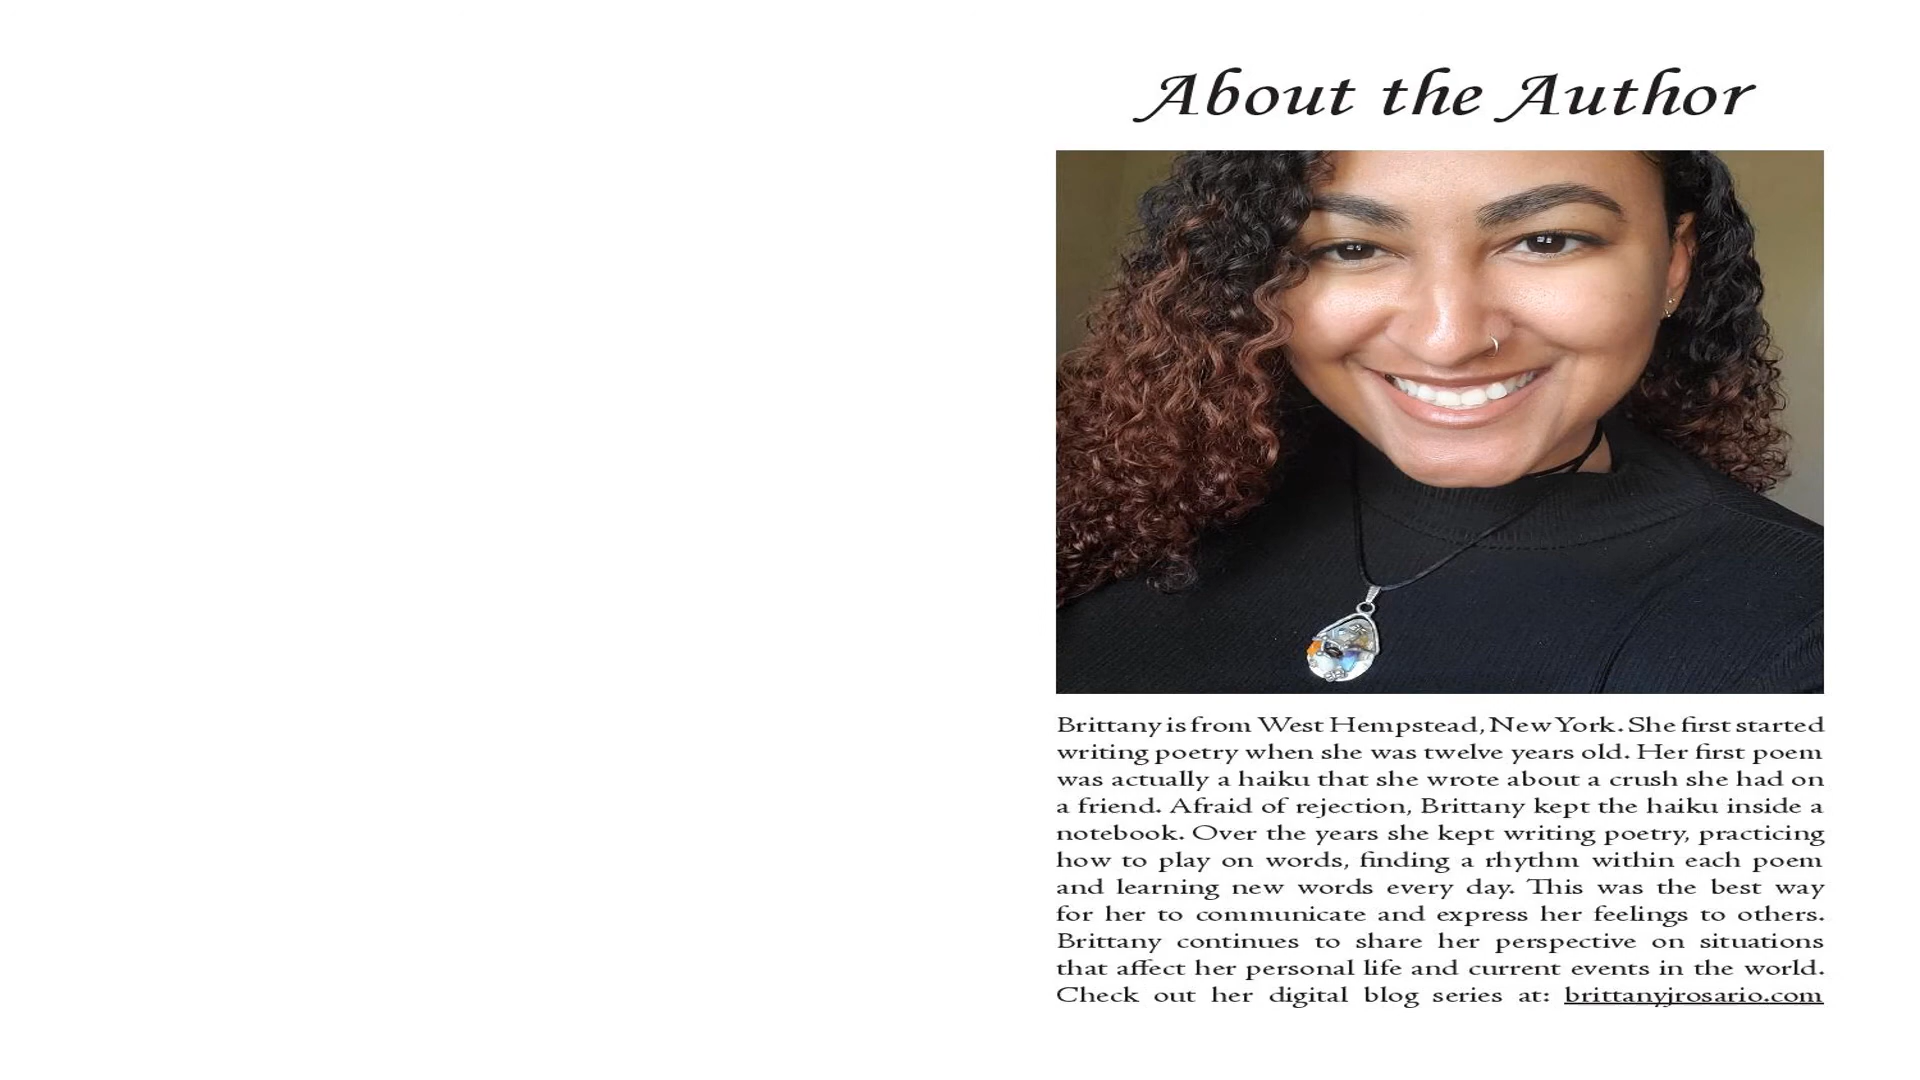 About the Author
Brittany is from West Hempstead, New York. She first started
writing poetry when she was twelve years old. Her first poem
was actually a haiku that she wrote about a crush she had on
a friend. Afraid of rejection, Brittany kept the haiku inside a
notebook. Over the years she kept writing poetry, practicing
how to play on words, finding a rhythm within each poem
and learning new words every day. This was the best way
for her to communicate and express her feelings to others.
Brittany continues to share her perspective on situations
that affect her personal life and current events in the world.
Check out her digital blog series at: brittanyjrosario.com